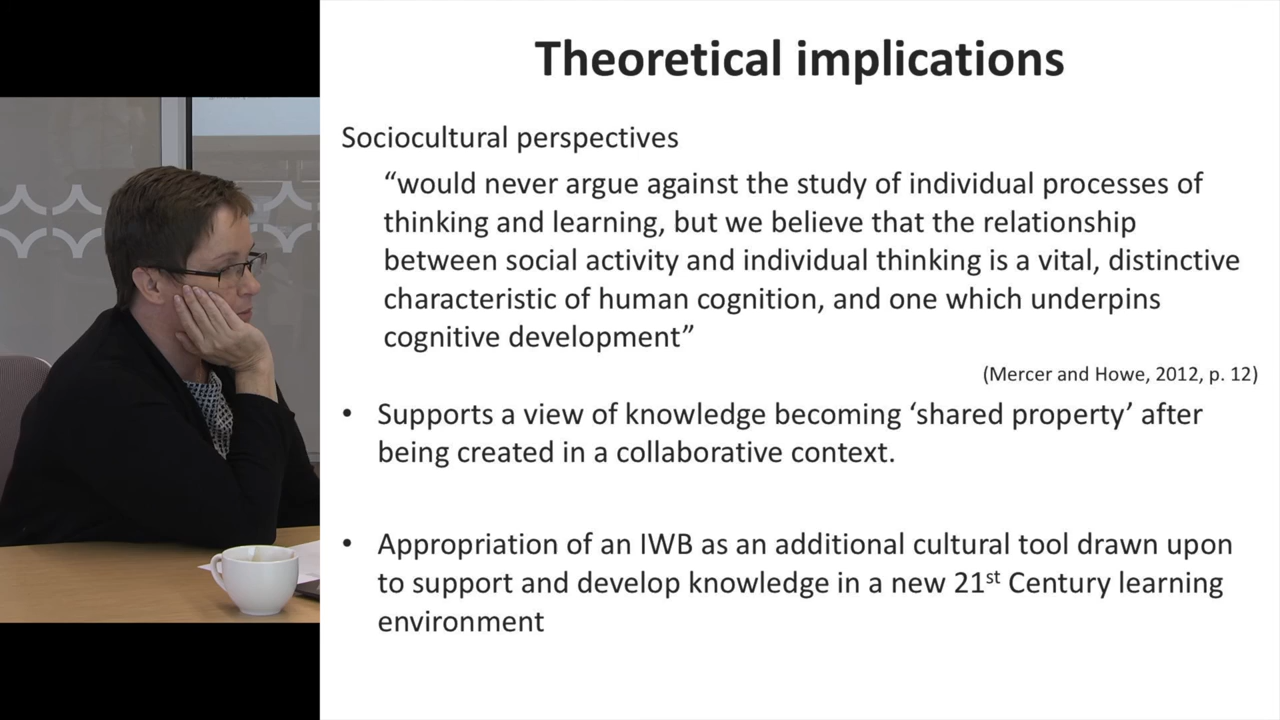 Theoretical implications
Sociocultural perspectives
“would never argue against the study of individual processes of
thinking and learning, but we believe that the relationship
between social activity and individual thinking is a vital, distinctive
characteristic of human cognition, and one which underpins
cognitive development”
(Mercer and Howe, 2012, p. 12)
• Supports a view of knowledge becoming ‘shared property’ after
being created in a collaborative context.
• Appropriation of an IWB as an additional cultural tool drawn upon
to support and develop knowledge in a new 21st Century learning
environment